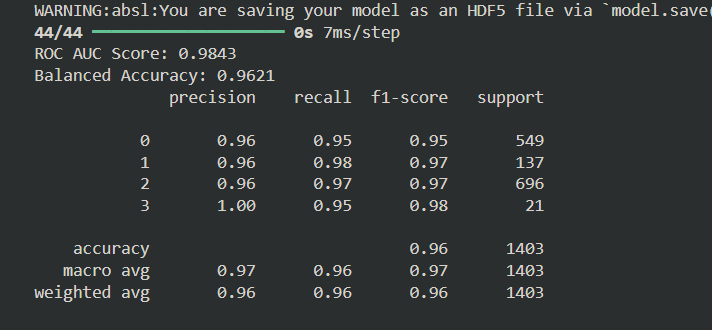 WARNING:absl:You are saving your model as an HDF5 file via `model.save(
44/44 ━━━━━━━━━━━━━━━━━━━━ 0s 7ms/step
ROC AUC Score: 0.9843
Balanced Accuracy: 0.9621
precision recall f1-score support
0 0.96 0.95 0.95 549
1 0.96 0.98 0.97 137
2 0.96 0.97 0.97 696
3 1.00 0.95 0.98 21
accuracy 0.96 1403
macro avg 0.97 0.96 0.97 1403
weighted avg 0.96 0.96 0.96 1403